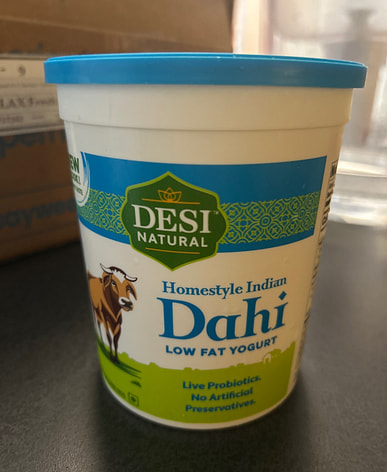 DESI
NATURAL
Homestyle Indian
Dahi
LOW FAT YOGURT
Live Probiotics.
No Artificial
Preservatives.